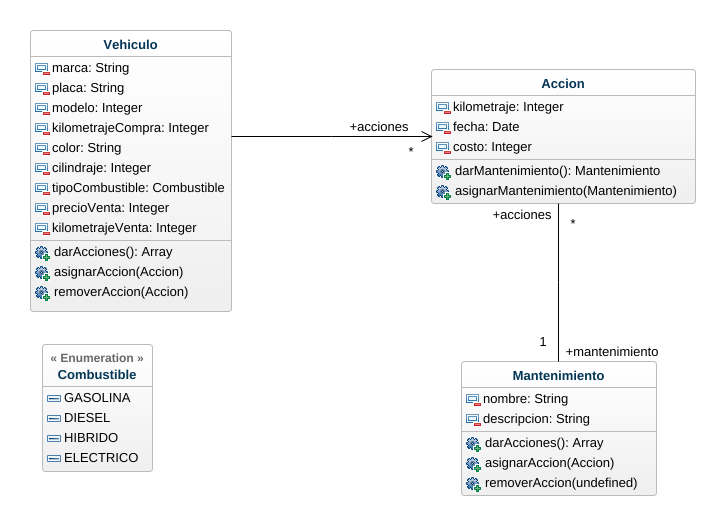 Vehiculo
marca: String
placa: String
modelo: Integer
kilometrajeCompra: Integer
color: String
cilindraje: Integer
tipoCombustible: Combustible
precioVenta: Integer
kilometrajeVenta: Integer
darAcciones(): Array
asignarAccion(Accion)
removerAccion(Accion)
+acciones
*
Accion
kilometraje: Integer
fecha: Date
costo: Integer
darMantenimiento(): Mantenimiento
asignarMantenimiento(Mantenimiento)
+acciones
*
1
+mantenimiento
« Enumeration »
Combustible
GASOLINA
DIESEL
HIBRIDO
ELECTRICO
Mantenimiento
nombre: String
descripcion: String
darAcciones(): Array
asignarAccion(Accion)
removerAccion(undefined)